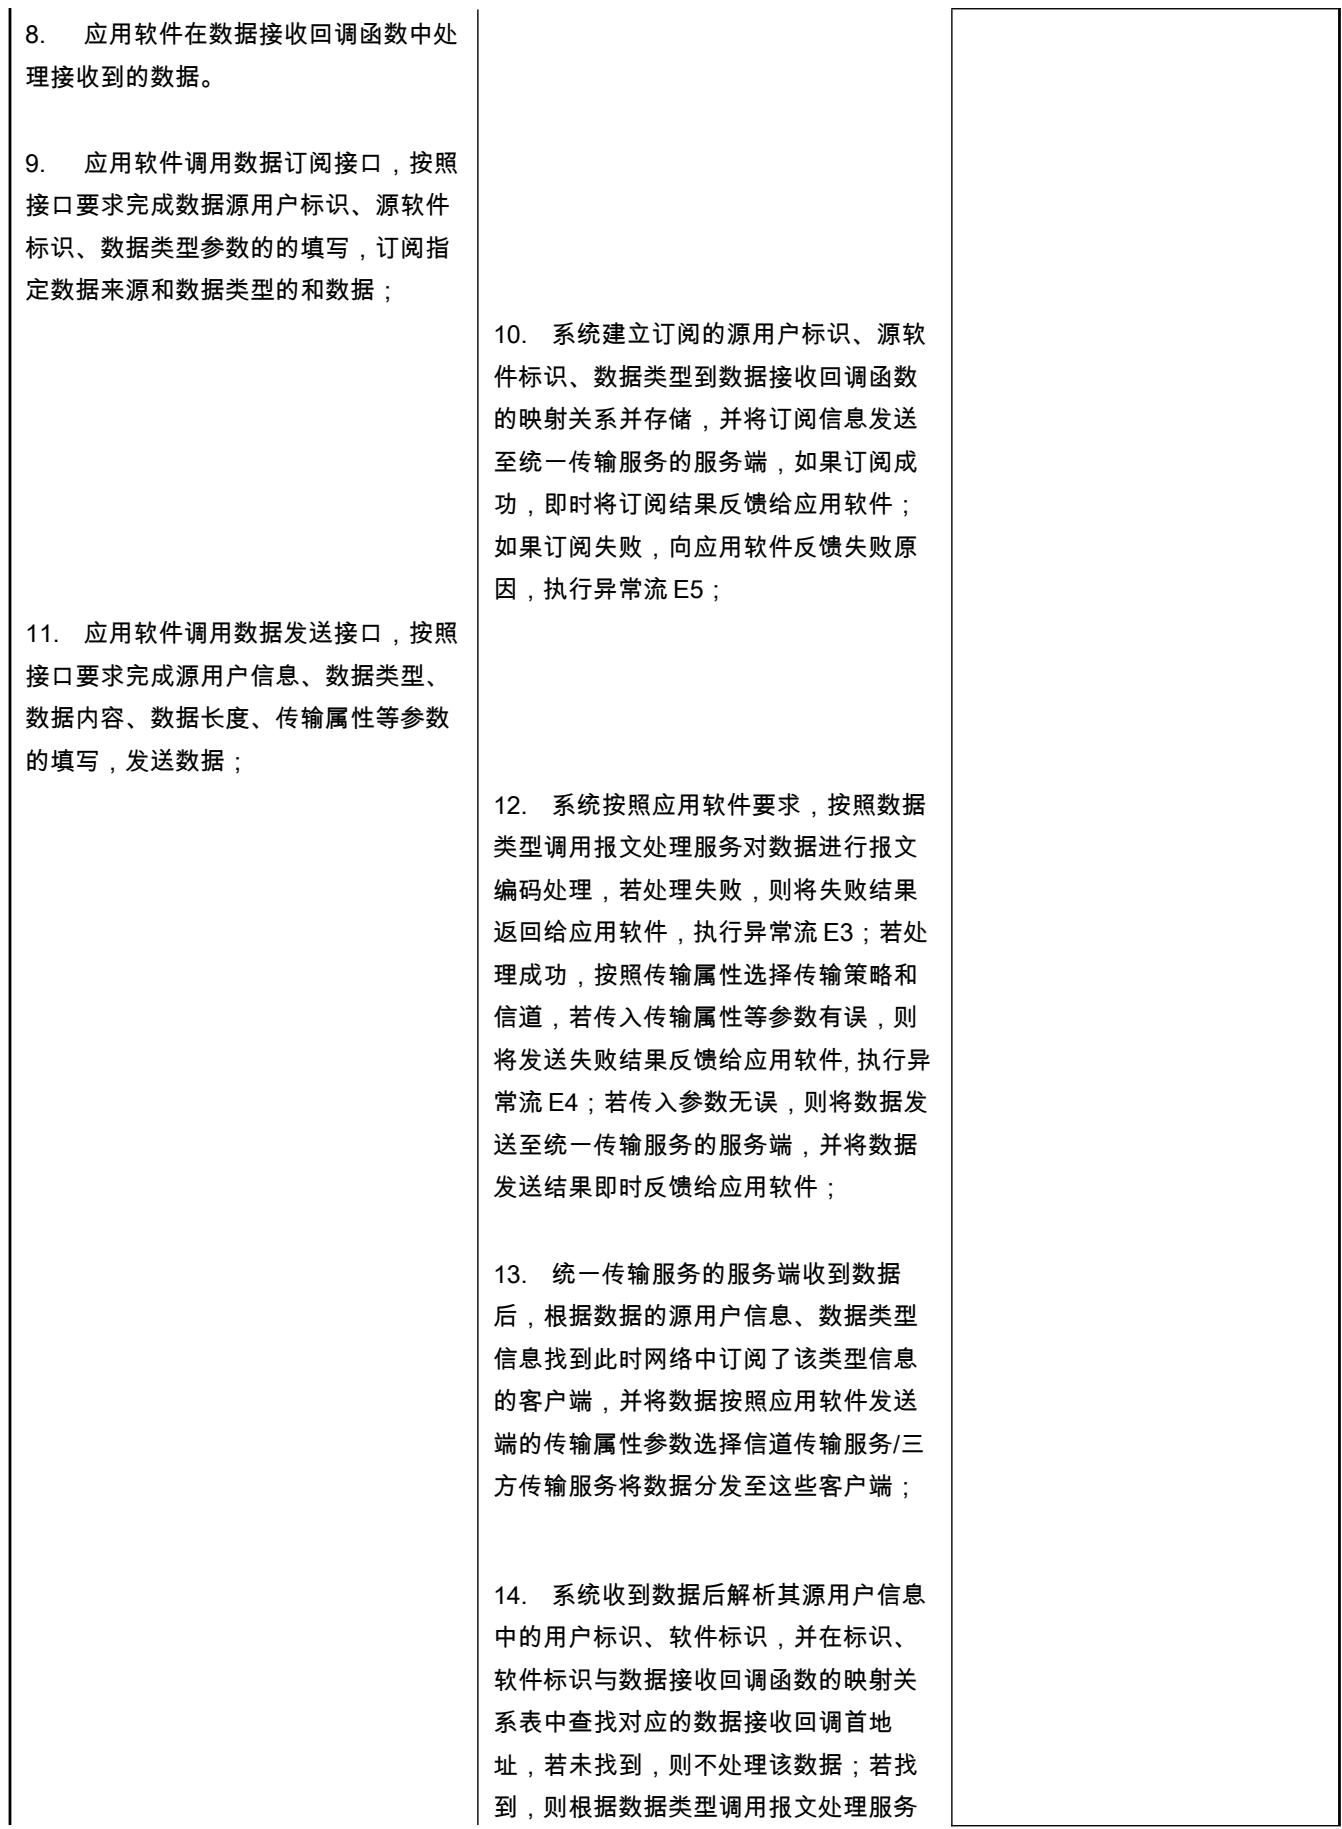 8. 应用软件在数据接收回调函数中处
理接收到的数据。
9. 应用软件调用数据订阅接口，按照
接口要求完成数据源用户标识、源软件
标识、数据类型参数的的填写，订阅指
定数据来源和数据类型的和数据；
10. 系统建立订阅的源用户标识、源软
件标识、数据类型到数据接收回调函数
的映射关系并存储，并将订阅信息发送
至统一传输服务的服务端，如果订阅成
功，即时将订阅结果反馈给应用软件；
如果订阅失败，向应用软件反馈失败原
因，执行异常流 E5；
11. 应用软件调用数据发送接口，按照
接口要求完成源用户信息、数据类型、
数据内容、数据长度、传输属性等参数
的填写，发送数据；
12. 系统按照应用软件要求，按照数据
类型调用报文处理服务对数据进行报文
编码处理，若处理失败，则将失败结果
返回给应用软件，执行异常流 E3；若处
理成功，按照传输属性选择传输策略和
信道，若传入传输属性等参数有误，则
将发送失败结果反馈给应用软件, 执行异
常流 E4；若传入参数无误，则将数据发
送至统一传输服务的服务端，并将数据
发送结果即时反馈给应用软件；
13. 统一传输服务的服务端收到数据
后，根据数据的源用户信息、数据类型
信息找到此时网络中订阅了该类型信息
的客户端，并将数据按照应用软件发送
端的传输属性参数选择信道传输服务/三
方传输服务将数据分发至这些客户端；
14. 系统收到数据后解析其源用户信息
中的用户标识、软件标识，并在标识、
软件标识与数据接收回调函数的映射关
系表中查找对应的数据接收回调首地
址，若未找到，则不处理该数据；若找
到，则根据数据类型调用报文处理服务